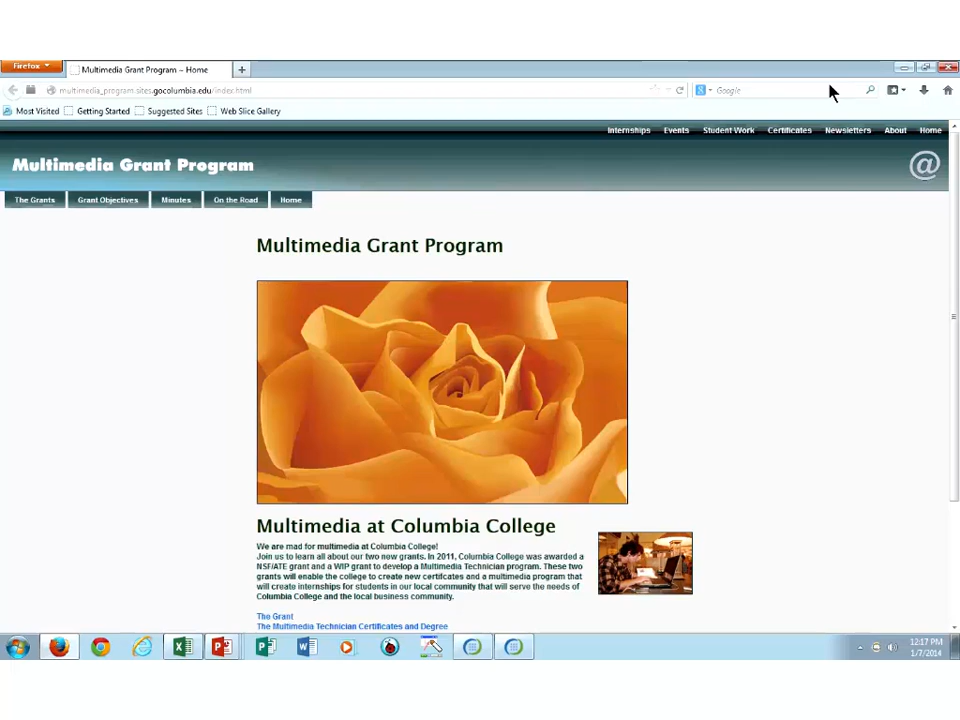 Firefox
Multimedia Grant Program – Home
multimedia_program.sites.gocolumbia.edu/index.html
Google
Most Visited
Getting Started
Suggested Sites
Web Slice Gallery
Internships
Events
Student Work
Certificates
Newsletters
About
Home
Multimedia Grant Program
@
The Grants
Grant Objectives
Minutes
On the Road
Home
Multimedia Grant Program
Multimedia at Columbia College
We are mad for multimedia at Columbia College!
Join us to learn all about our two new grants. In 2011, Columbia College was awarded a
NSF/ATE grant and a WIP grant to develop a Multimedia Technician program. These two
grants will enable the college to create new certifcates and a multimedia program that
will create internships for students in our local community that will serve the needs of
Columbia College and the local business community.
The Grant
The Multimedia Technician Certificates and Degree
12:17 PM
1/7/2014